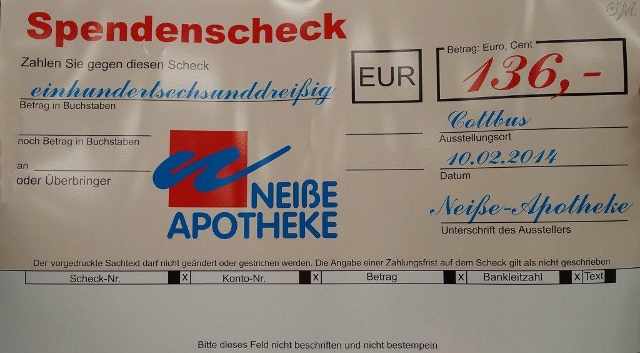 Spendenscheck
Zahlen Sie gegen diesen Scheck
EUR
Betrag: Euro, Cent
136,-
einhundertsechsunddreißig
Betrag in Buchstaben
Cottbus
Ausstellungsort
noch Betrag in Buchstaben
10.02.2014
Datum
an
oder Überbringer
NEIẞE
APOTHEKE
Neiße-Apotheke
Unterschrift des Ausstellers
Der vorgedruckte Sachtext darf nicht geändert oder gestrichen werden. Die Angabe einer Zahlungsfrist auf dem Scheck gilt als nicht geschrieben
Scheck-Nr. X Konto-Nr. X Betrag X Bankleitzahl X Text
Bitte dieses Feld nicht beschriften und nicht bestempeln